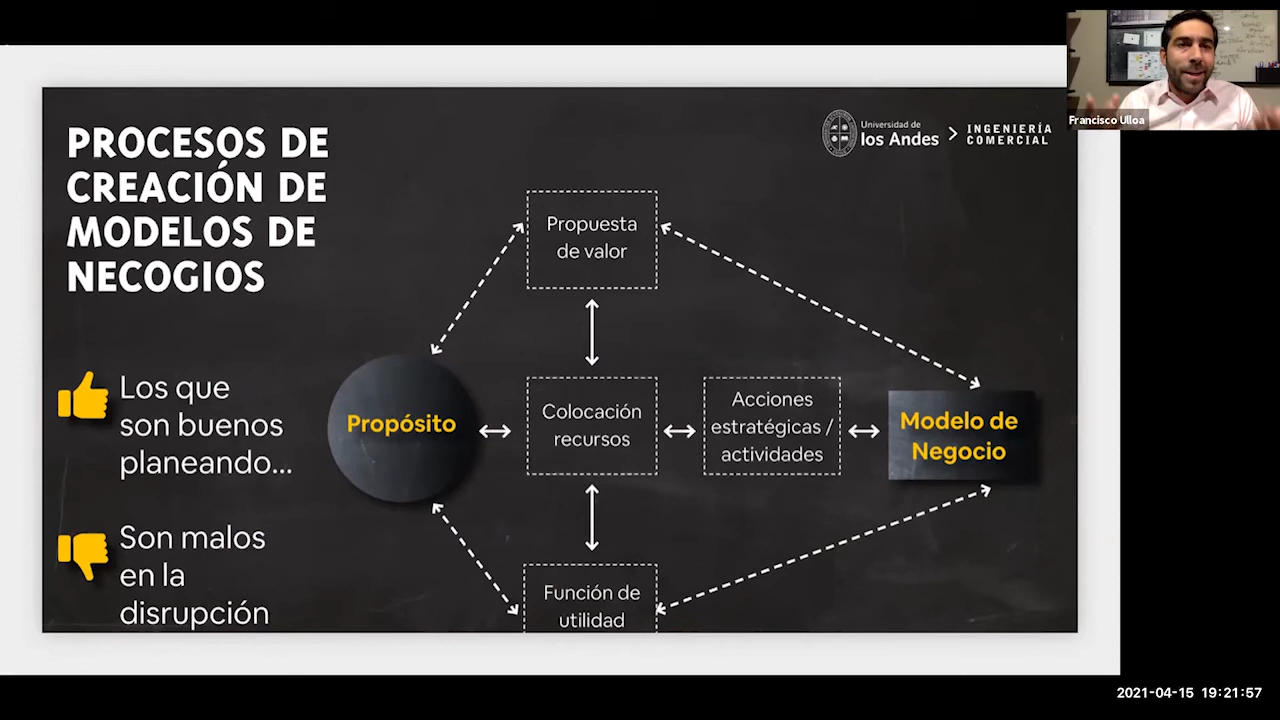 PROCESOS DE
CREACIÓN DE
MODELOS DE
NECOGIOS
Universidad de
los Andes
INGENIERÍA
COMERCIAL
Francisco Ulloa
Propuesta
de valor
Los que
son buenos
planeando...
Propósito
Colocación
recursos
Acciones
estratégicas /
actividades
Modelo de
Negocio
Son malos
en la
disrupción
Función de
utilidad
2021-04-15 19:21:57